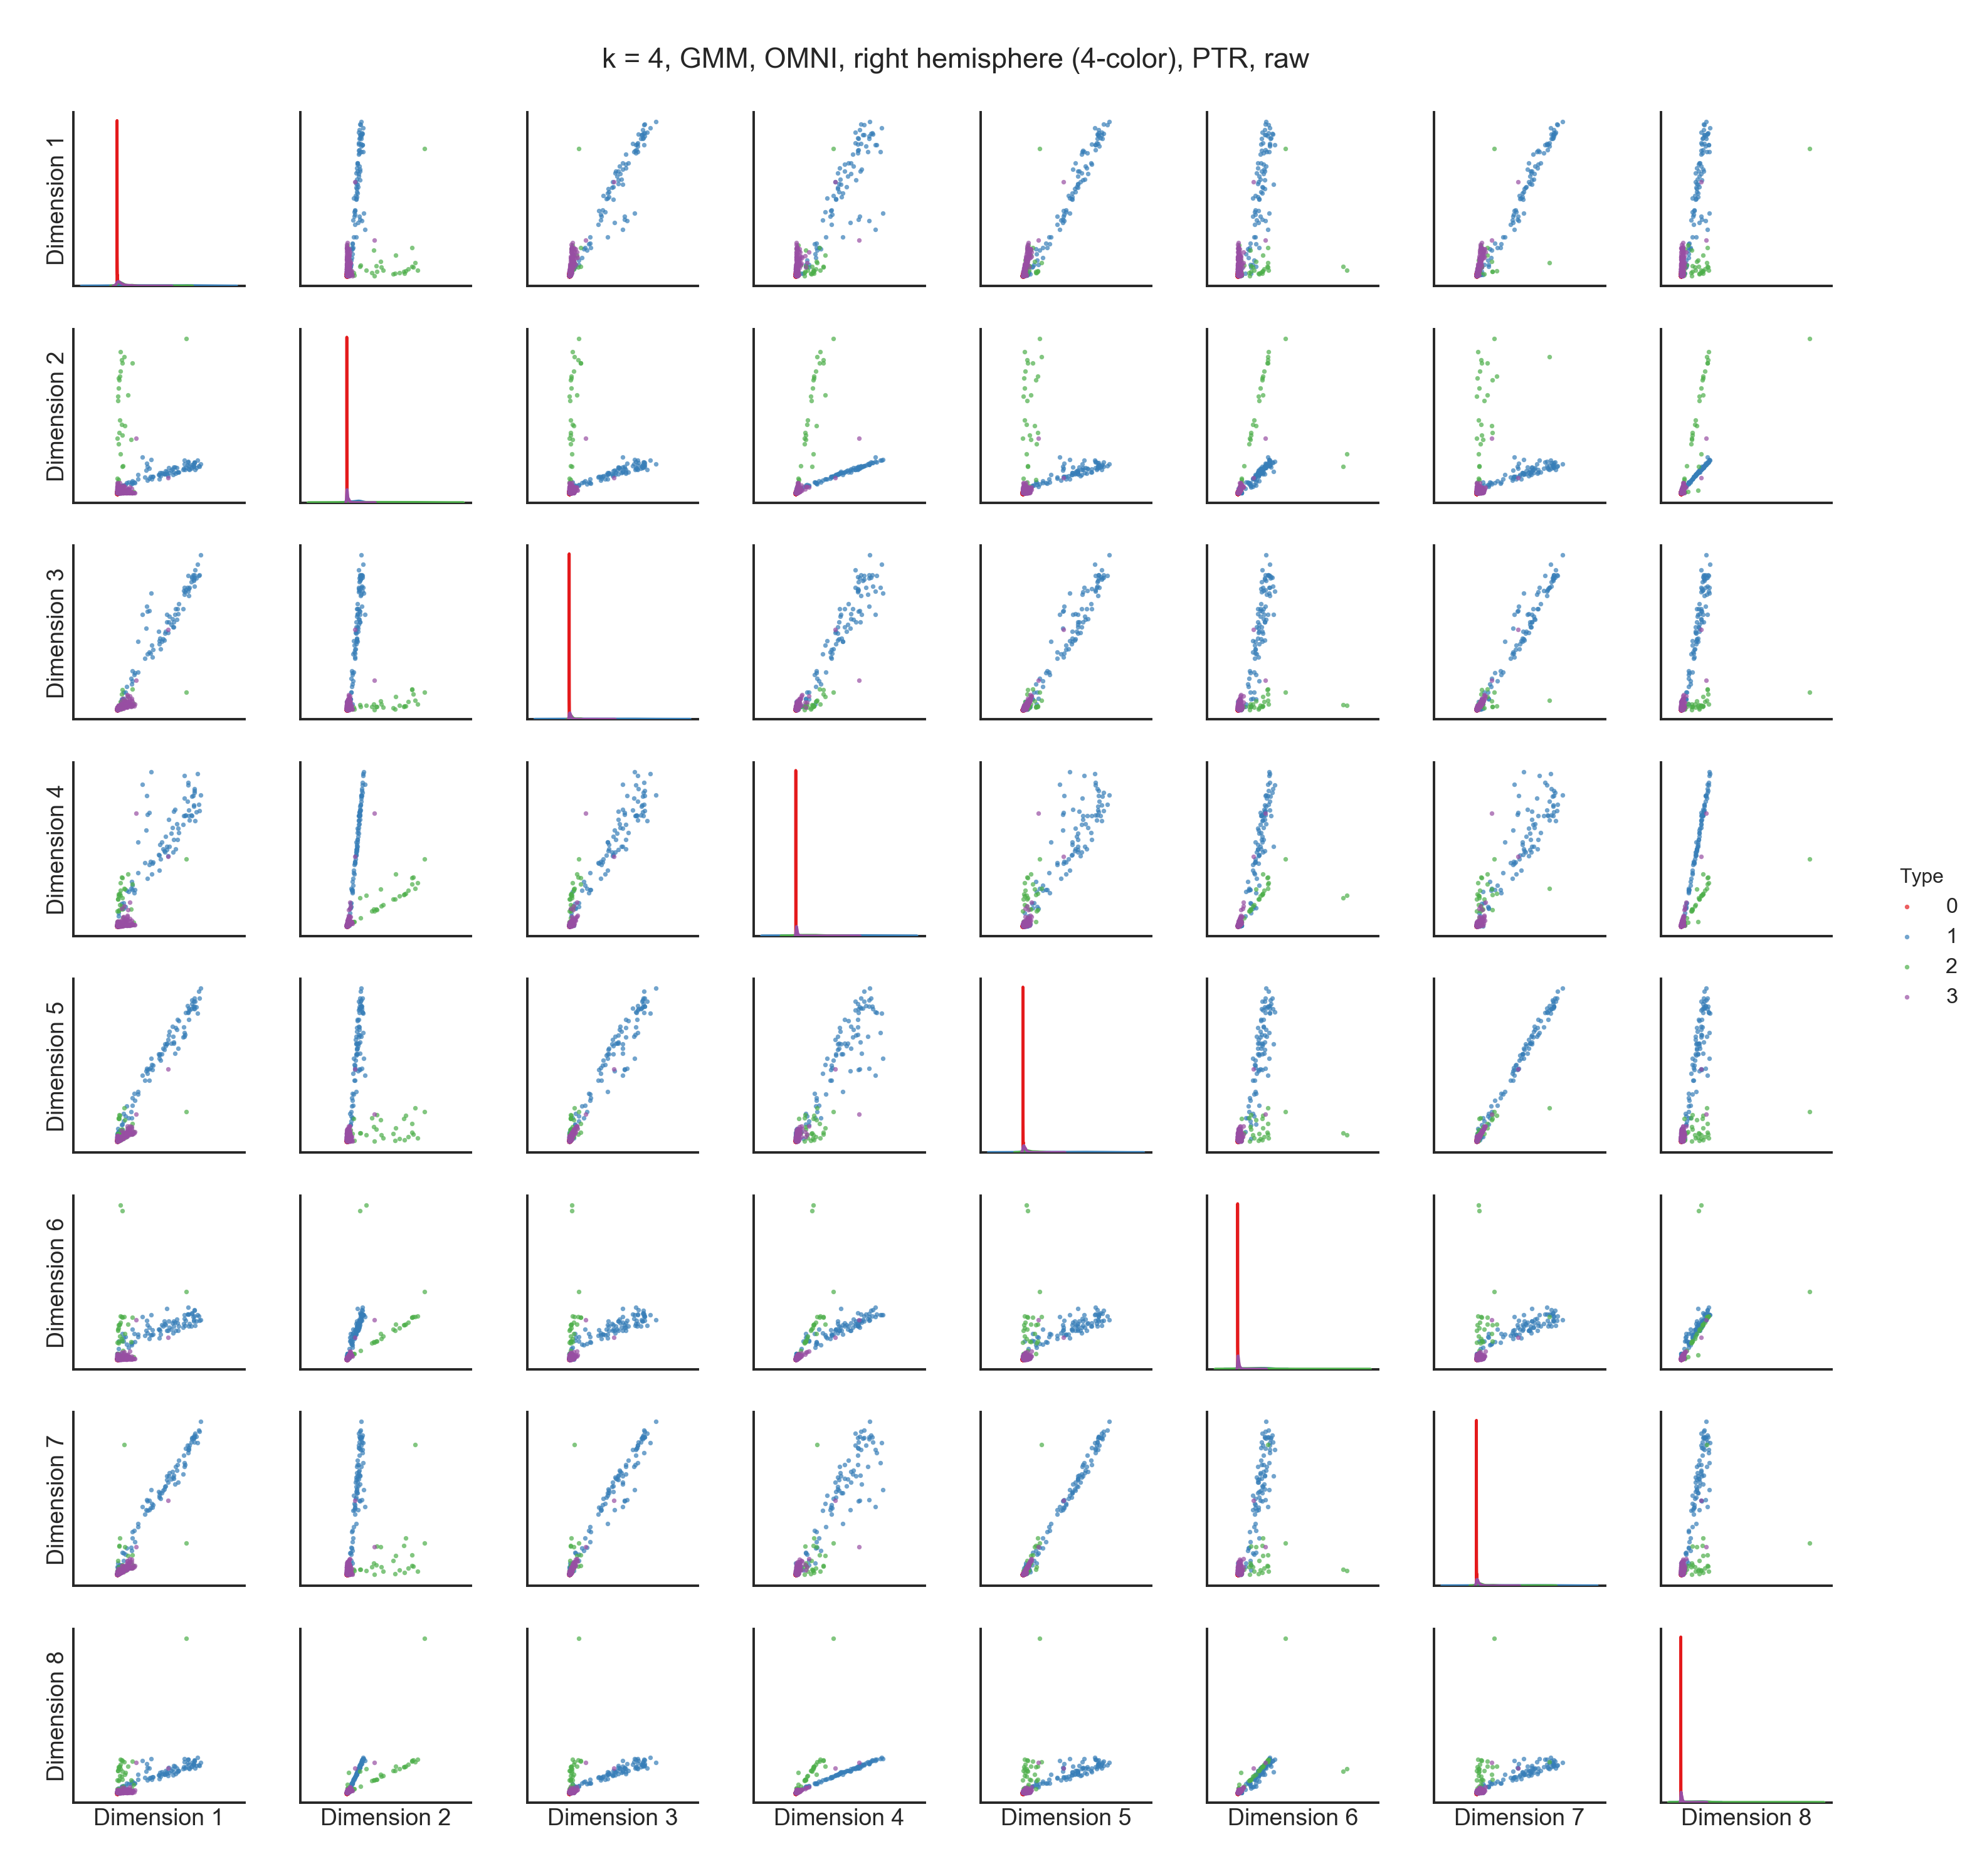 k = 4, GMM, OMNI, right hemisphere (4-color), PTR, raw
Dimension 1
Dimension 2
Dimension 3
Dimension 4
Dimension 5
Dimension 6
Dimension 7
Dimension 8
Type
0
1
2
3
Dimension 1
Dimension 2
Dimension 3
Dimension 4
Dimension 5
Dimension 6
Dimension 7
Dimension 8